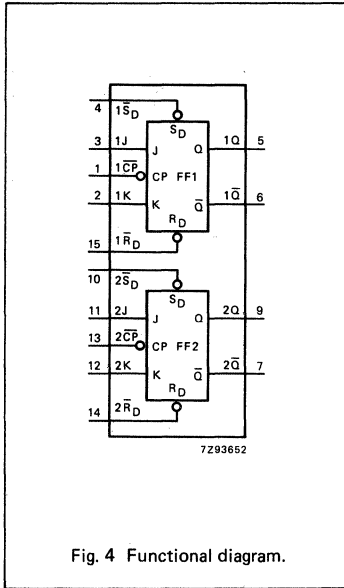 4 1S̄D
SD
3 1J J Q 1Q 5
1 1C̄P̄ CP FF1
2 1K K Q̄ 1Q̄ 6
RD
15 1R̄D
10 2S̄D
SD
11 2J J Q 2Q 9
13 2C̄P̄ CP FF2
12 2K K Q̄ 2Q̄ 7
RD
14 2R̄D
7Z93652
Fig. 4 Functional diagram.